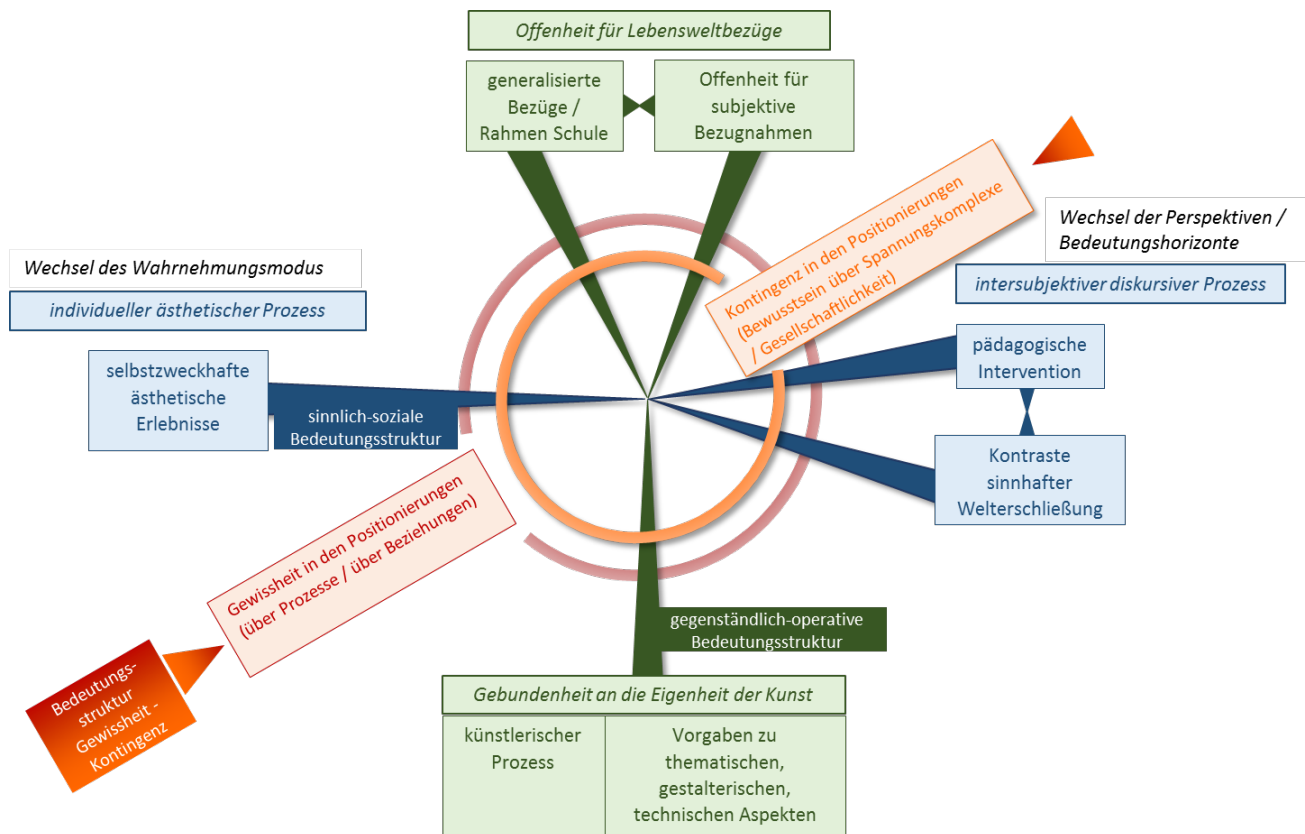 Offenheit für Lebensweltbezüge
generalisierte
Bezüge /
Rahmen Schule
Offenheit für
subjektive
Bezugnahmen
Kontingenz in den Positionierungen
(Bewusstsein über Spannungskomplexe
/ Gesellschaftlichkeit)
Wechsel der Perspektiven /
Bedeutungshorizonte
intersubjektiver diskursiver Prozess
Wechsel des Wahrnehmungsmodus
individueller ästhetischer Prozess
selbstzweckhafte
ästhetische
Erlebnisse
sinnlich-soziale
Bedeutungsstruktur
pädagogische
Intervention
Kontraste
sinnhafter
Welterschließung
Gewissheit in den Positionierungen
(über Prozesse / über Beziehungen)
Bedeutungs-
struktur
Gewissheit -
Kontingenz
gegenständlich-operative
Bedeutungsstruktur
Gebundenheit an die Eigenheit der Kunst
künstlerischer
Prozess
Vorgaben zu
thematischen,
gestalterischen,
technischen Aspekten